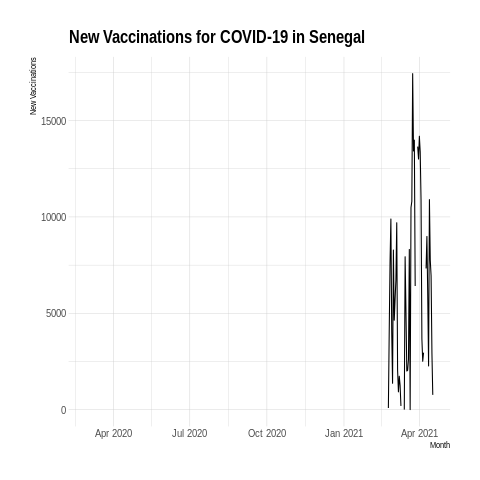 New Vaccinations for COVID-19 in Senegal
New Vaccinations
15000
10000
5000
0
Apr 2020 Jul 2020 Oct 2020 Jan 2021 Apr 2021
Month